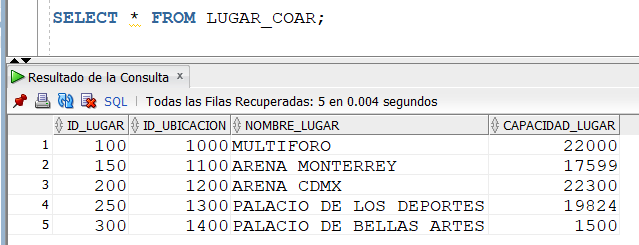 SELECT * FROM LUGAR_COAR;
Resultado de la Consulta x
SQL | Todas las Filas Recuperadas: 5 en 0.004 segundos
ID_LUGAR ID_UBICACION NOMBRE_LUGAR CAPACIDAD_LUGAR
1 100 1000 MULTIFORO 22000
2 150 1100 ARENA MONTERREY 17599
3 200 1200 ARENA CDMX 22300
4 250 1300 PALACIO DE LOS DEPORTES 19824
5 300 1400 PALACIO DE BELLAS ARTES 1500